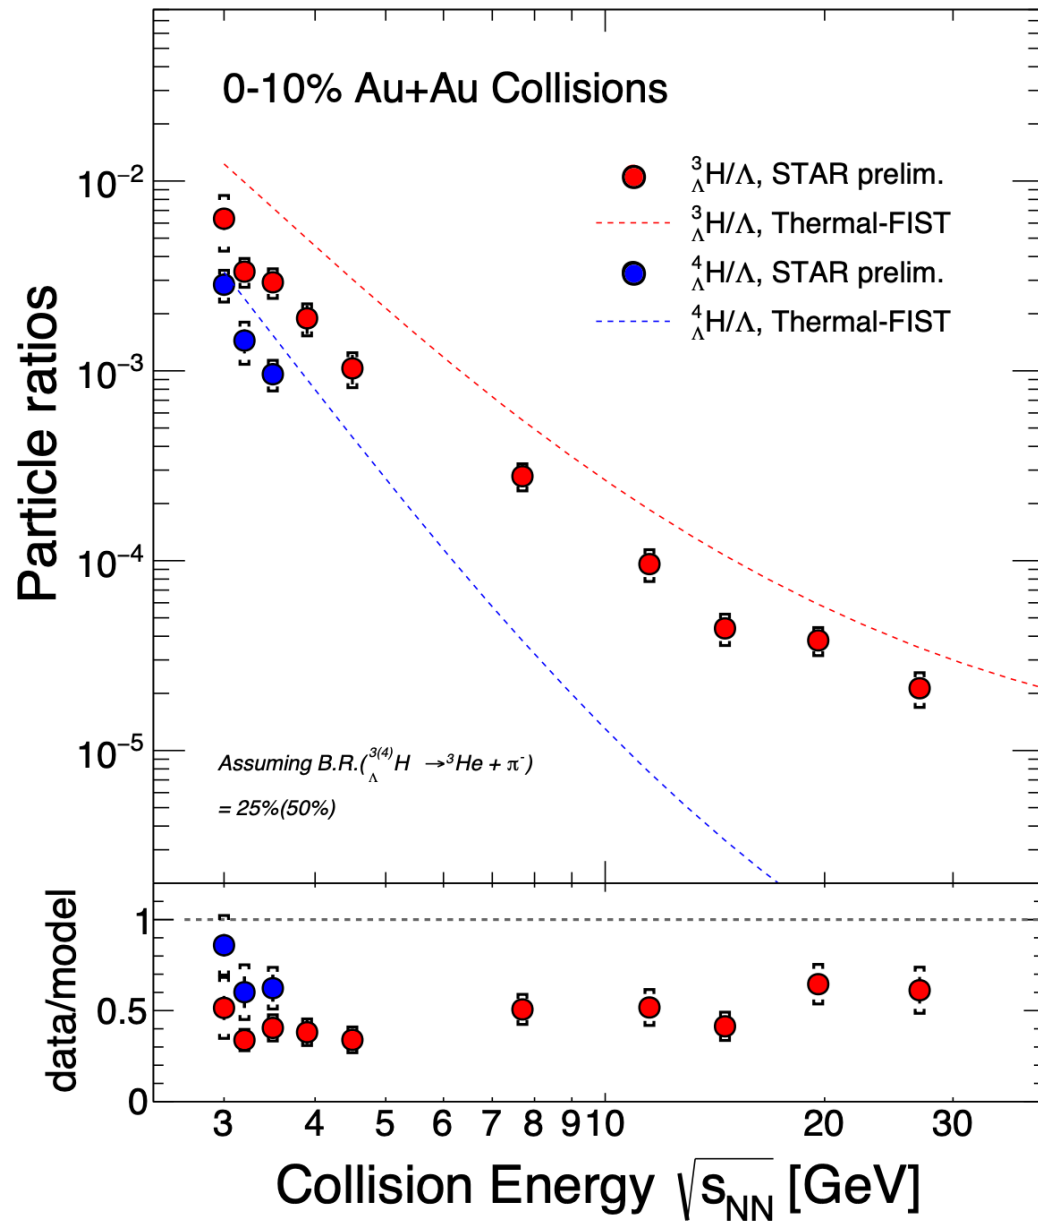 0-10% Au+Au Collisions
³ΛH/Λ, STAR prelim.
³ΛH/Λ, Thermal-FIST
⁴ΛH/Λ, STAR prelim.
⁴ΛH/Λ, Thermal-FIST
Particle ratios
10⁻²
10⁻³
10⁻⁴
10⁻⁵
Assuming B.R.(³⁽⁴⁾ΛH →³He + π⁻)
= 25%(50%)
data/model
1
0.5
0
3 4 5 6 7 8 9 10 20 30
Collision Energy √sNN [GeV]